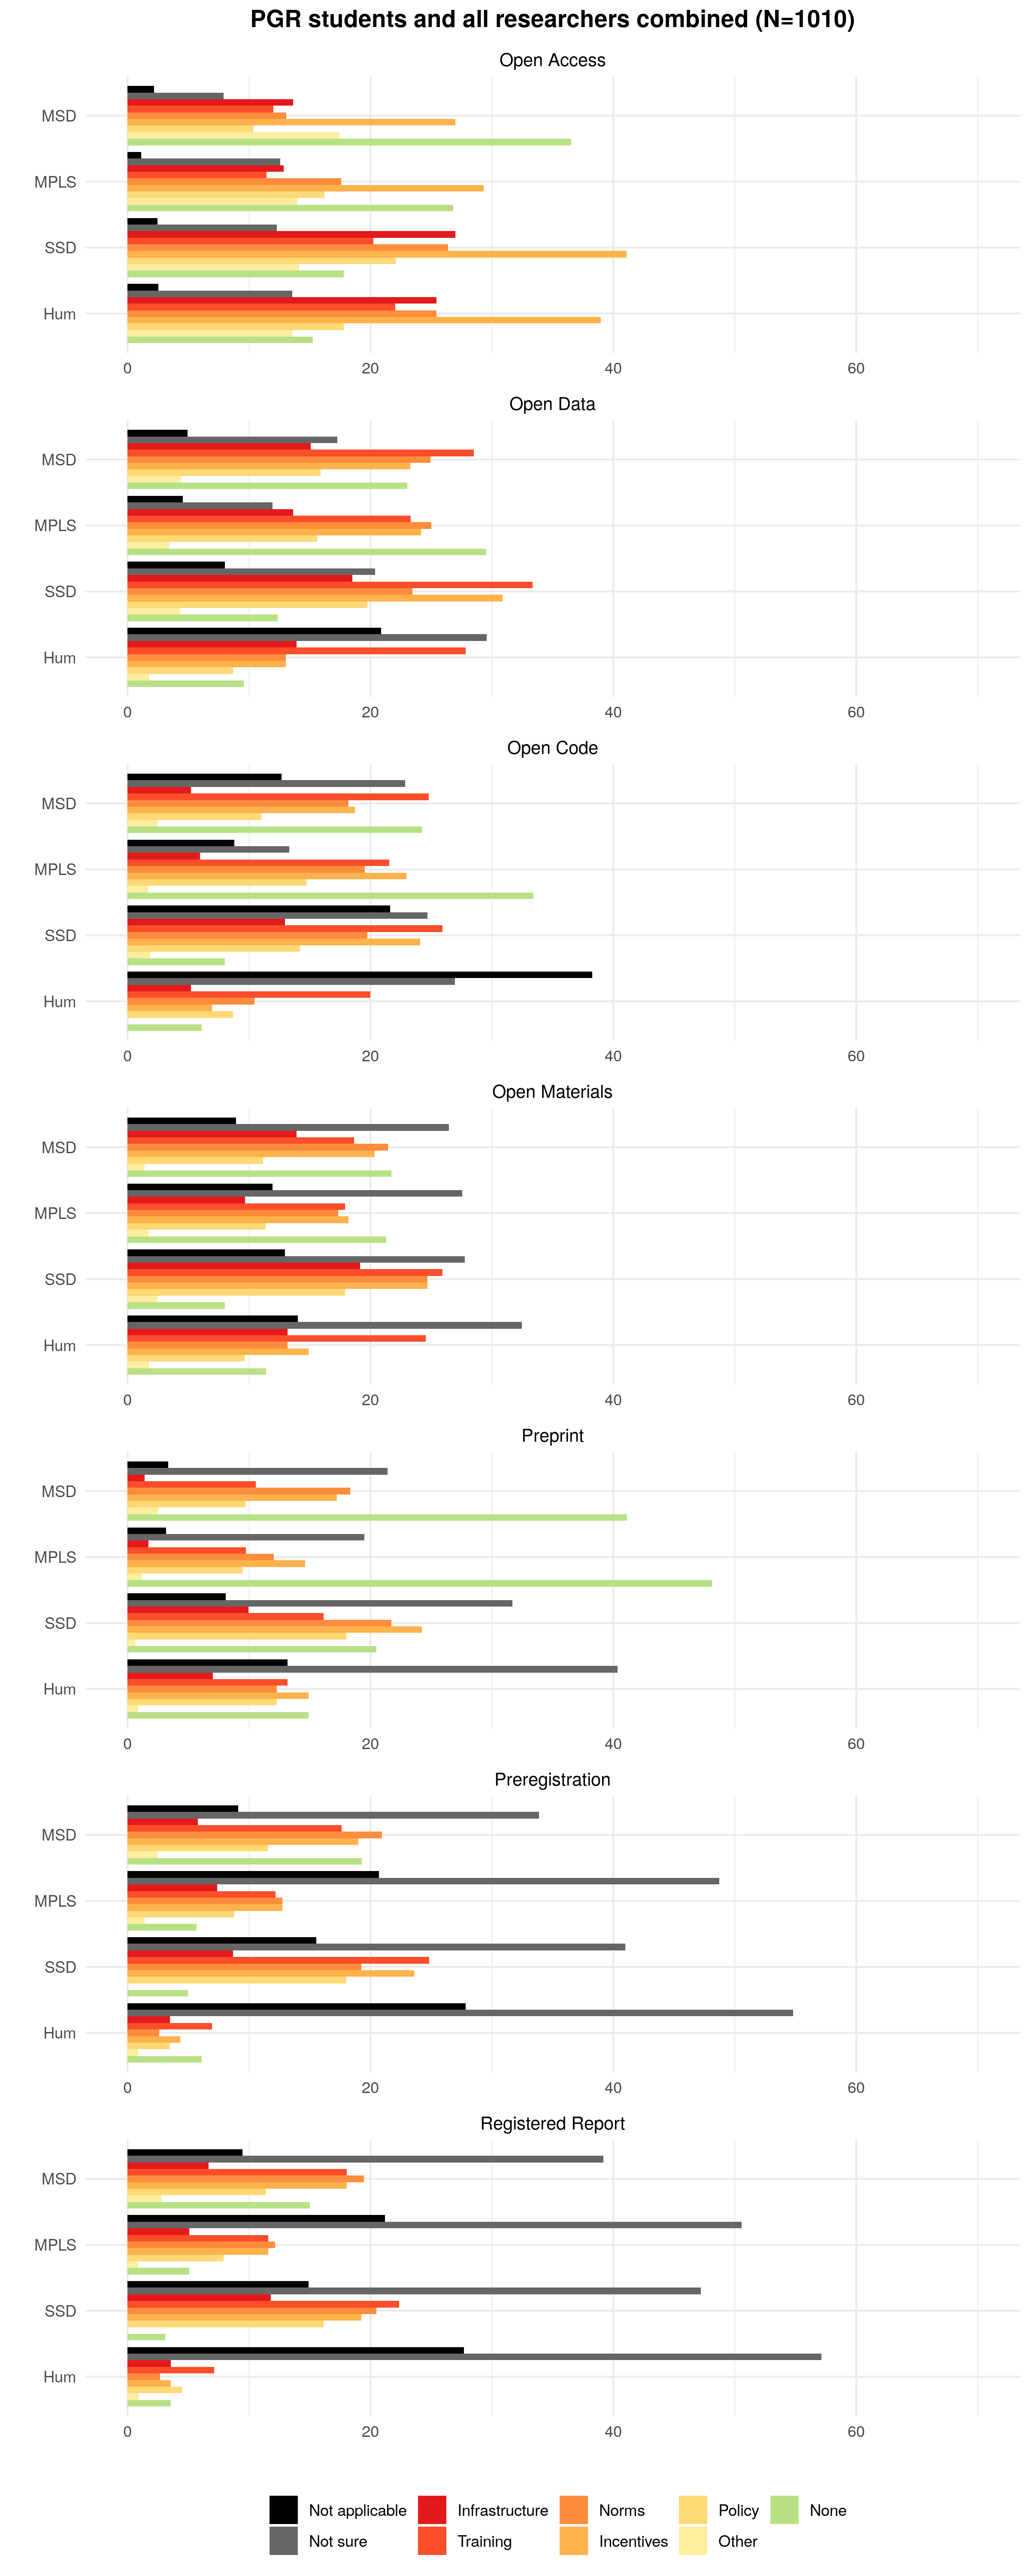 PGR students and all researchers combined (N=1010)
Open Access
MSD
MPLS
SSD
Hum
0 20 40 60
Open Data
MSD
MPLS
SSD
Hum
0 20 40 60
Open Code
MSD
MPLS
SSD
Hum
0 20 40 60
Open Materials
MSD
MPLS
SSD
Hum
0 20 40 60
Preprint
MSD
MPLS
SSD
Hum
0 20 40 60
Preregistration
MSD
MPLS
SSD
Hum
0 20 40 60
Registered Report
MSD
MPLS
SSD
Hum
0 20 40 60
Not applicable Infrastructure Norms Policy None
Not sure Training Incentives Other